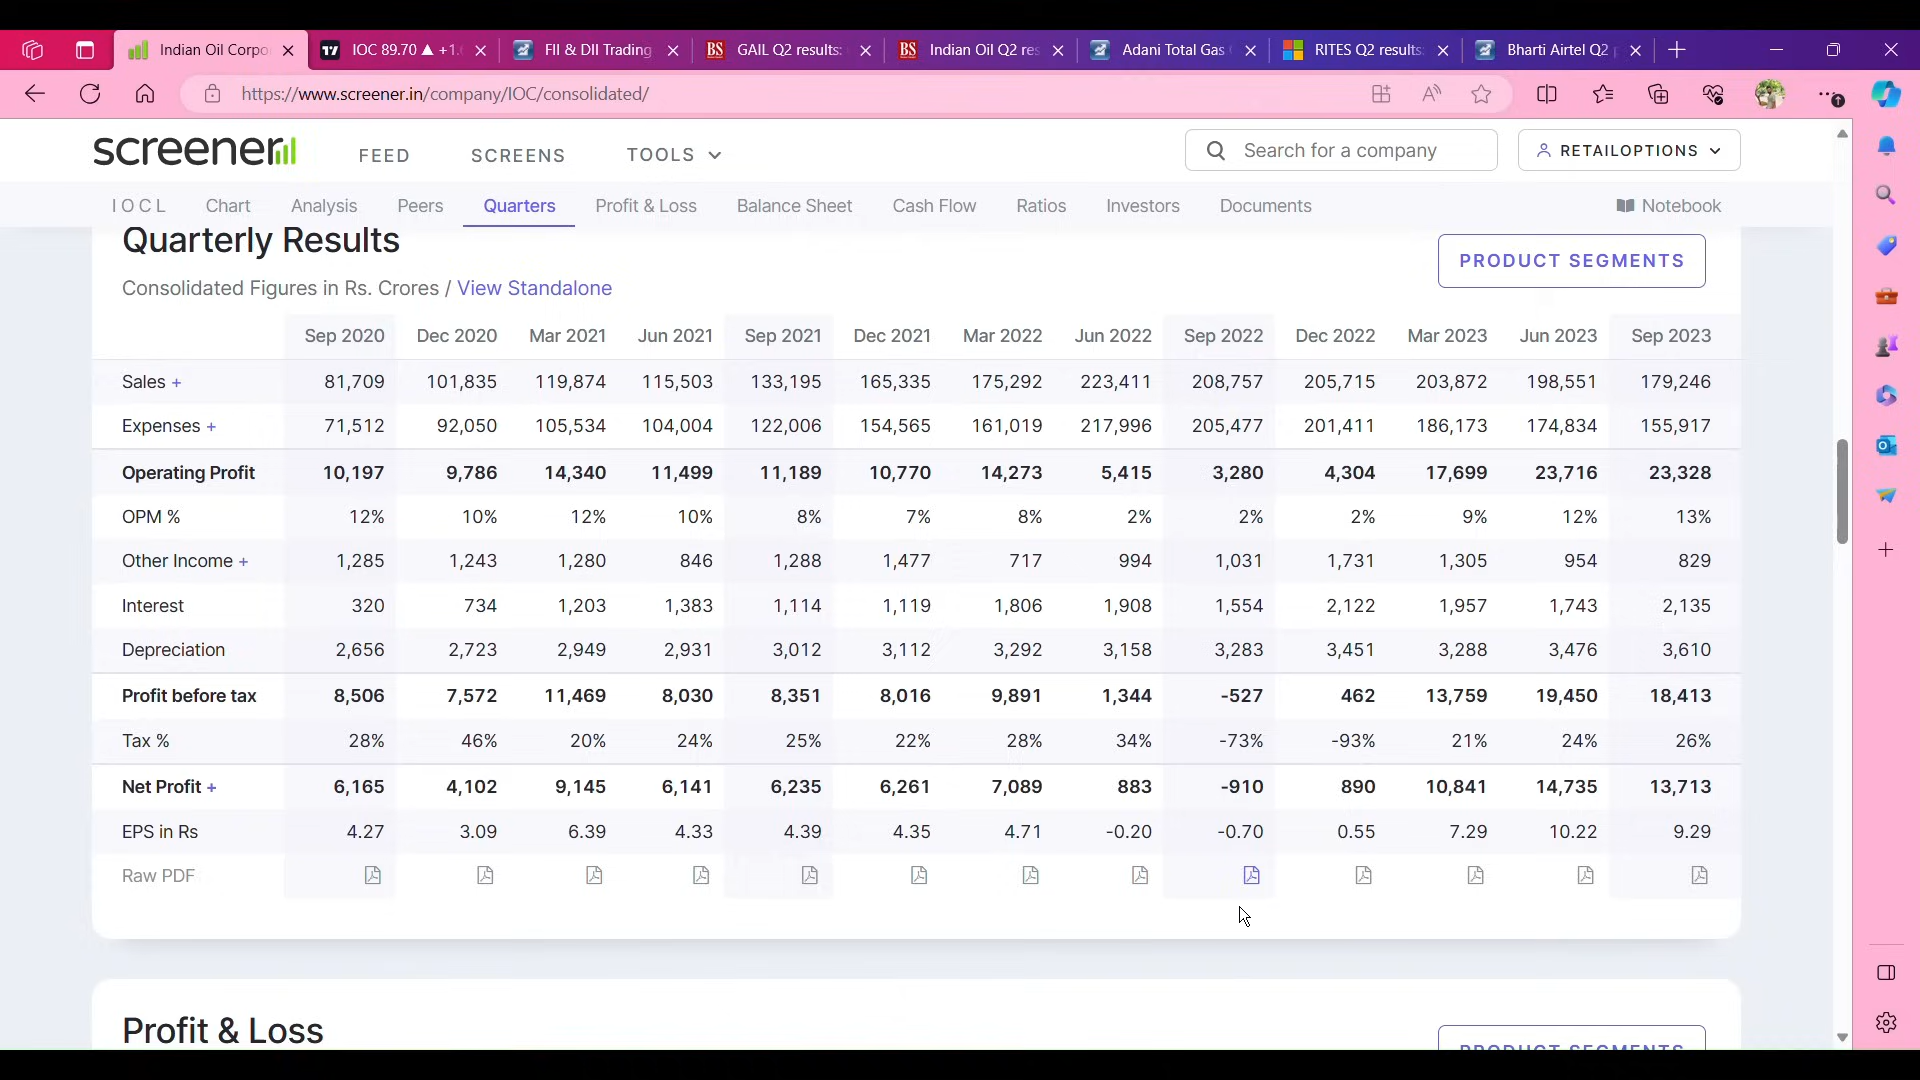 Indian Oil Corpo
IOC 89.70 ▲ +1.
FII & DII Trading
BS GAIL Q2 results:
BS Indian Oil Q2 res
Adani Total Gas
RITES Q2 results:
Bharti Airtel Q2 p
https://www.screener.in/company/IOC/consolidated/
screener
FEED SCREENS TOOLS
Search for a company
RETAILOPTIONS
I O C L Chart Analysis Peers Quarters Profit & Loss Balance Sheet Cash Flow Ratios Investors Documents Notebook
Quarterly Results
PRODUCT SEGMENTS
Consolidated Figures in Rs. Crores / View Standalone
Sep 2020 Dec 2020 Mar 2021 Jun 2021 Sep 2021 Dec 2021 Mar 2022 Jun 2022 Sep 2022 Dec 2022 Mar 2023 Jun 2023 Sep 2023
Sales + 81,709 101,835 119,874 115,503 133,195 165,335 175,292 223,411 208,757 205,715 203,872 198,551 179,246
Expenses + 71,512 92,050 105,534 104,004 122,006 154,565 161,019 217,996 205,477 201,411 186,173 174,834 155,917
Operating Profit 10,197 9,786 14,340 11,499 11,189 10,770 14,273 5,415 3,280 4,304 17,699 23,716 23,328
OPM % 12% 10% 12% 10% 8% 7% 8% 2% 2% 2% 9% 12% 13%
Other Income + 1,285 1,243 1,280 846 1,288 1,477 717 994 1,031 1,731 1,305 954 829
Interest 320 734 1,203 1,383 1,114 1,119 1,806 1,908 1,554 2,122 1,957 1,743 2,135
Depreciation 2,656 2,723 2,949 2,931 3,012 3,112 3,292 3,158 3,283 3,451 3,288 3,476 3,610
Profit before tax 8,506 7,572 11,469 8,030 8,351 8,016 9,891 1,344 -527 462 13,759 19,450 18,413
Tax % 28% 46% 20% 24% 25% 22% 28% 34% -73% -93% 21% 24% 26%
Net Profit + 6,165 4,102 9,145 6,141 6,235 6,261 7,089 883 -910 890 10,841 14,735 13,713
EPS in Rs 4.27 3.09 6.39 4.33 4.39 4.35 4.71 -0.20 -0.70 0.55 7.29 10.22 9.29
Raw PDF
Profit & Loss
PRODUCT SEGMENTS